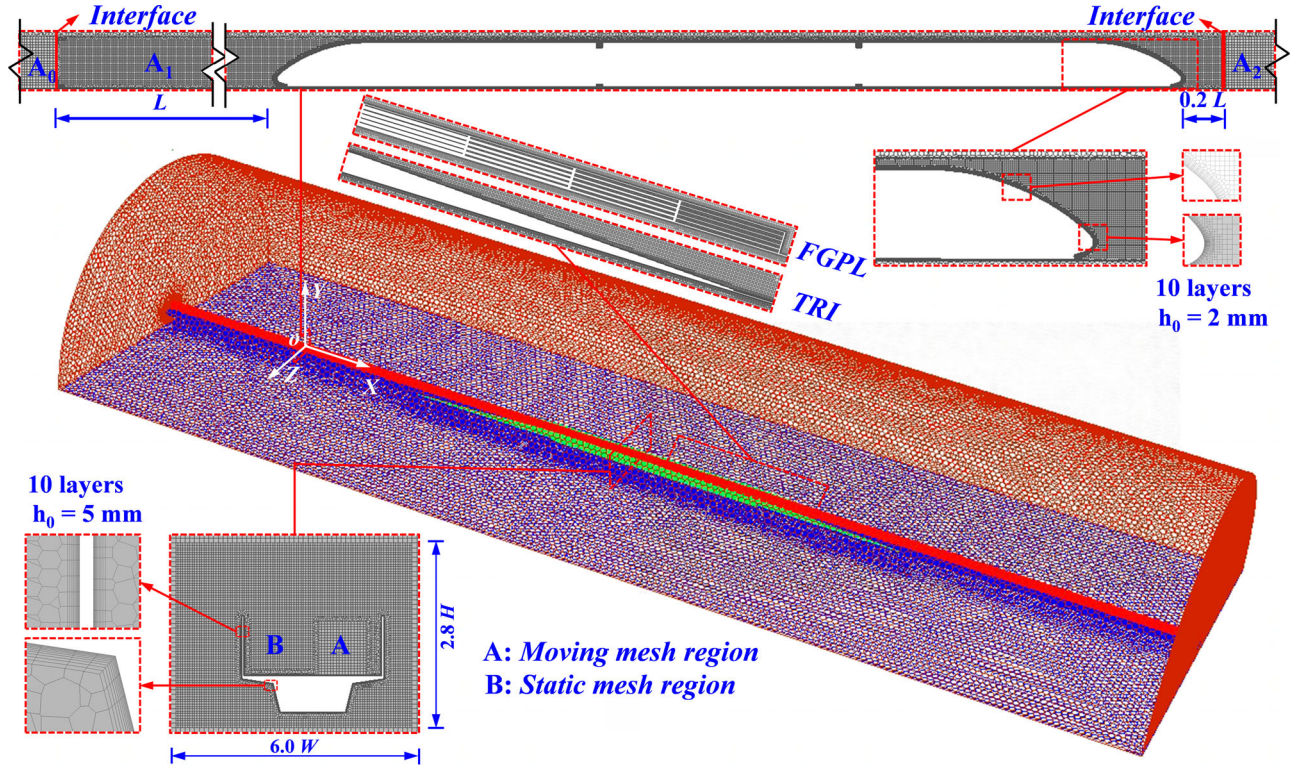 Interface
Interface
A₀
A₁
A₂
L
0.2 L
FGPL
TRI
10 layers
h₀ = 2 mm
Y
o
Z
X
10 layers
h₀ = 5 mm
B
A
2.8 H
6.0 W
A: Moving mesh region
B: Static mesh region